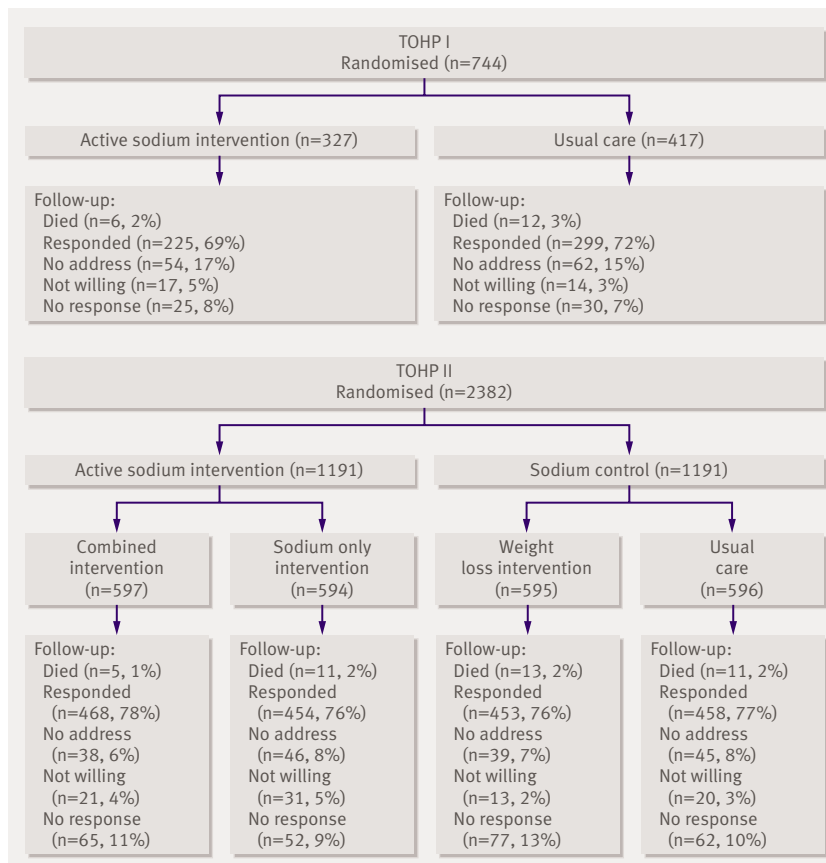 TOHP I
Randomised (n=744)
Active sodium intervention (n=327)
Usual care (n=417)
Follow-up:
Died (n=6, 2%)
Responded (n=225, 69%)
No address (n=54, 17%)
Not willing (n=17, 5%)
No response (n=25, 8%)
Follow-up:
Died (n=12, 3%)
Responded (n=299, 72%)
No address (n=62, 15%)
Not willing (n=14, 3%)
No response (n=30, 7%)
TOHP II
Randomised (n=2382)
Active sodium intervention (n=1191)
Sodium control (n=1191)
Combined
intervention
(n=597)
Sodium only
intervention
(n=594)
Weight
loss intervention
(n=595)
Usual
care
(n=596)
Follow-up:
Died (n=5, 1%)
Responded
(n=468, 78%)
No address
(n=38, 6%)
Not willing
(n=21, 4%)
No response
(n=65, 11%)
Follow-up:
Died (n=11, 2%)
Responded
(n=454, 76%)
No address
(n=46, 8%)
Not willing
(n=31, 5%)
No response
(n=52, 9%)
Follow-up:
Died (n=13, 2%)
Responded
(n=453, 76%)
No address
(n=39, 7%)
Not willing
(n=13, 2%)
No response
(n=77, 13%)
Follow-up:
Died (n=11, 2%)
Responded
(n=458, 77%)
No address
(n=45, 8%)
Not willing
(n=20, 3%)
No response
(n=62, 10%)